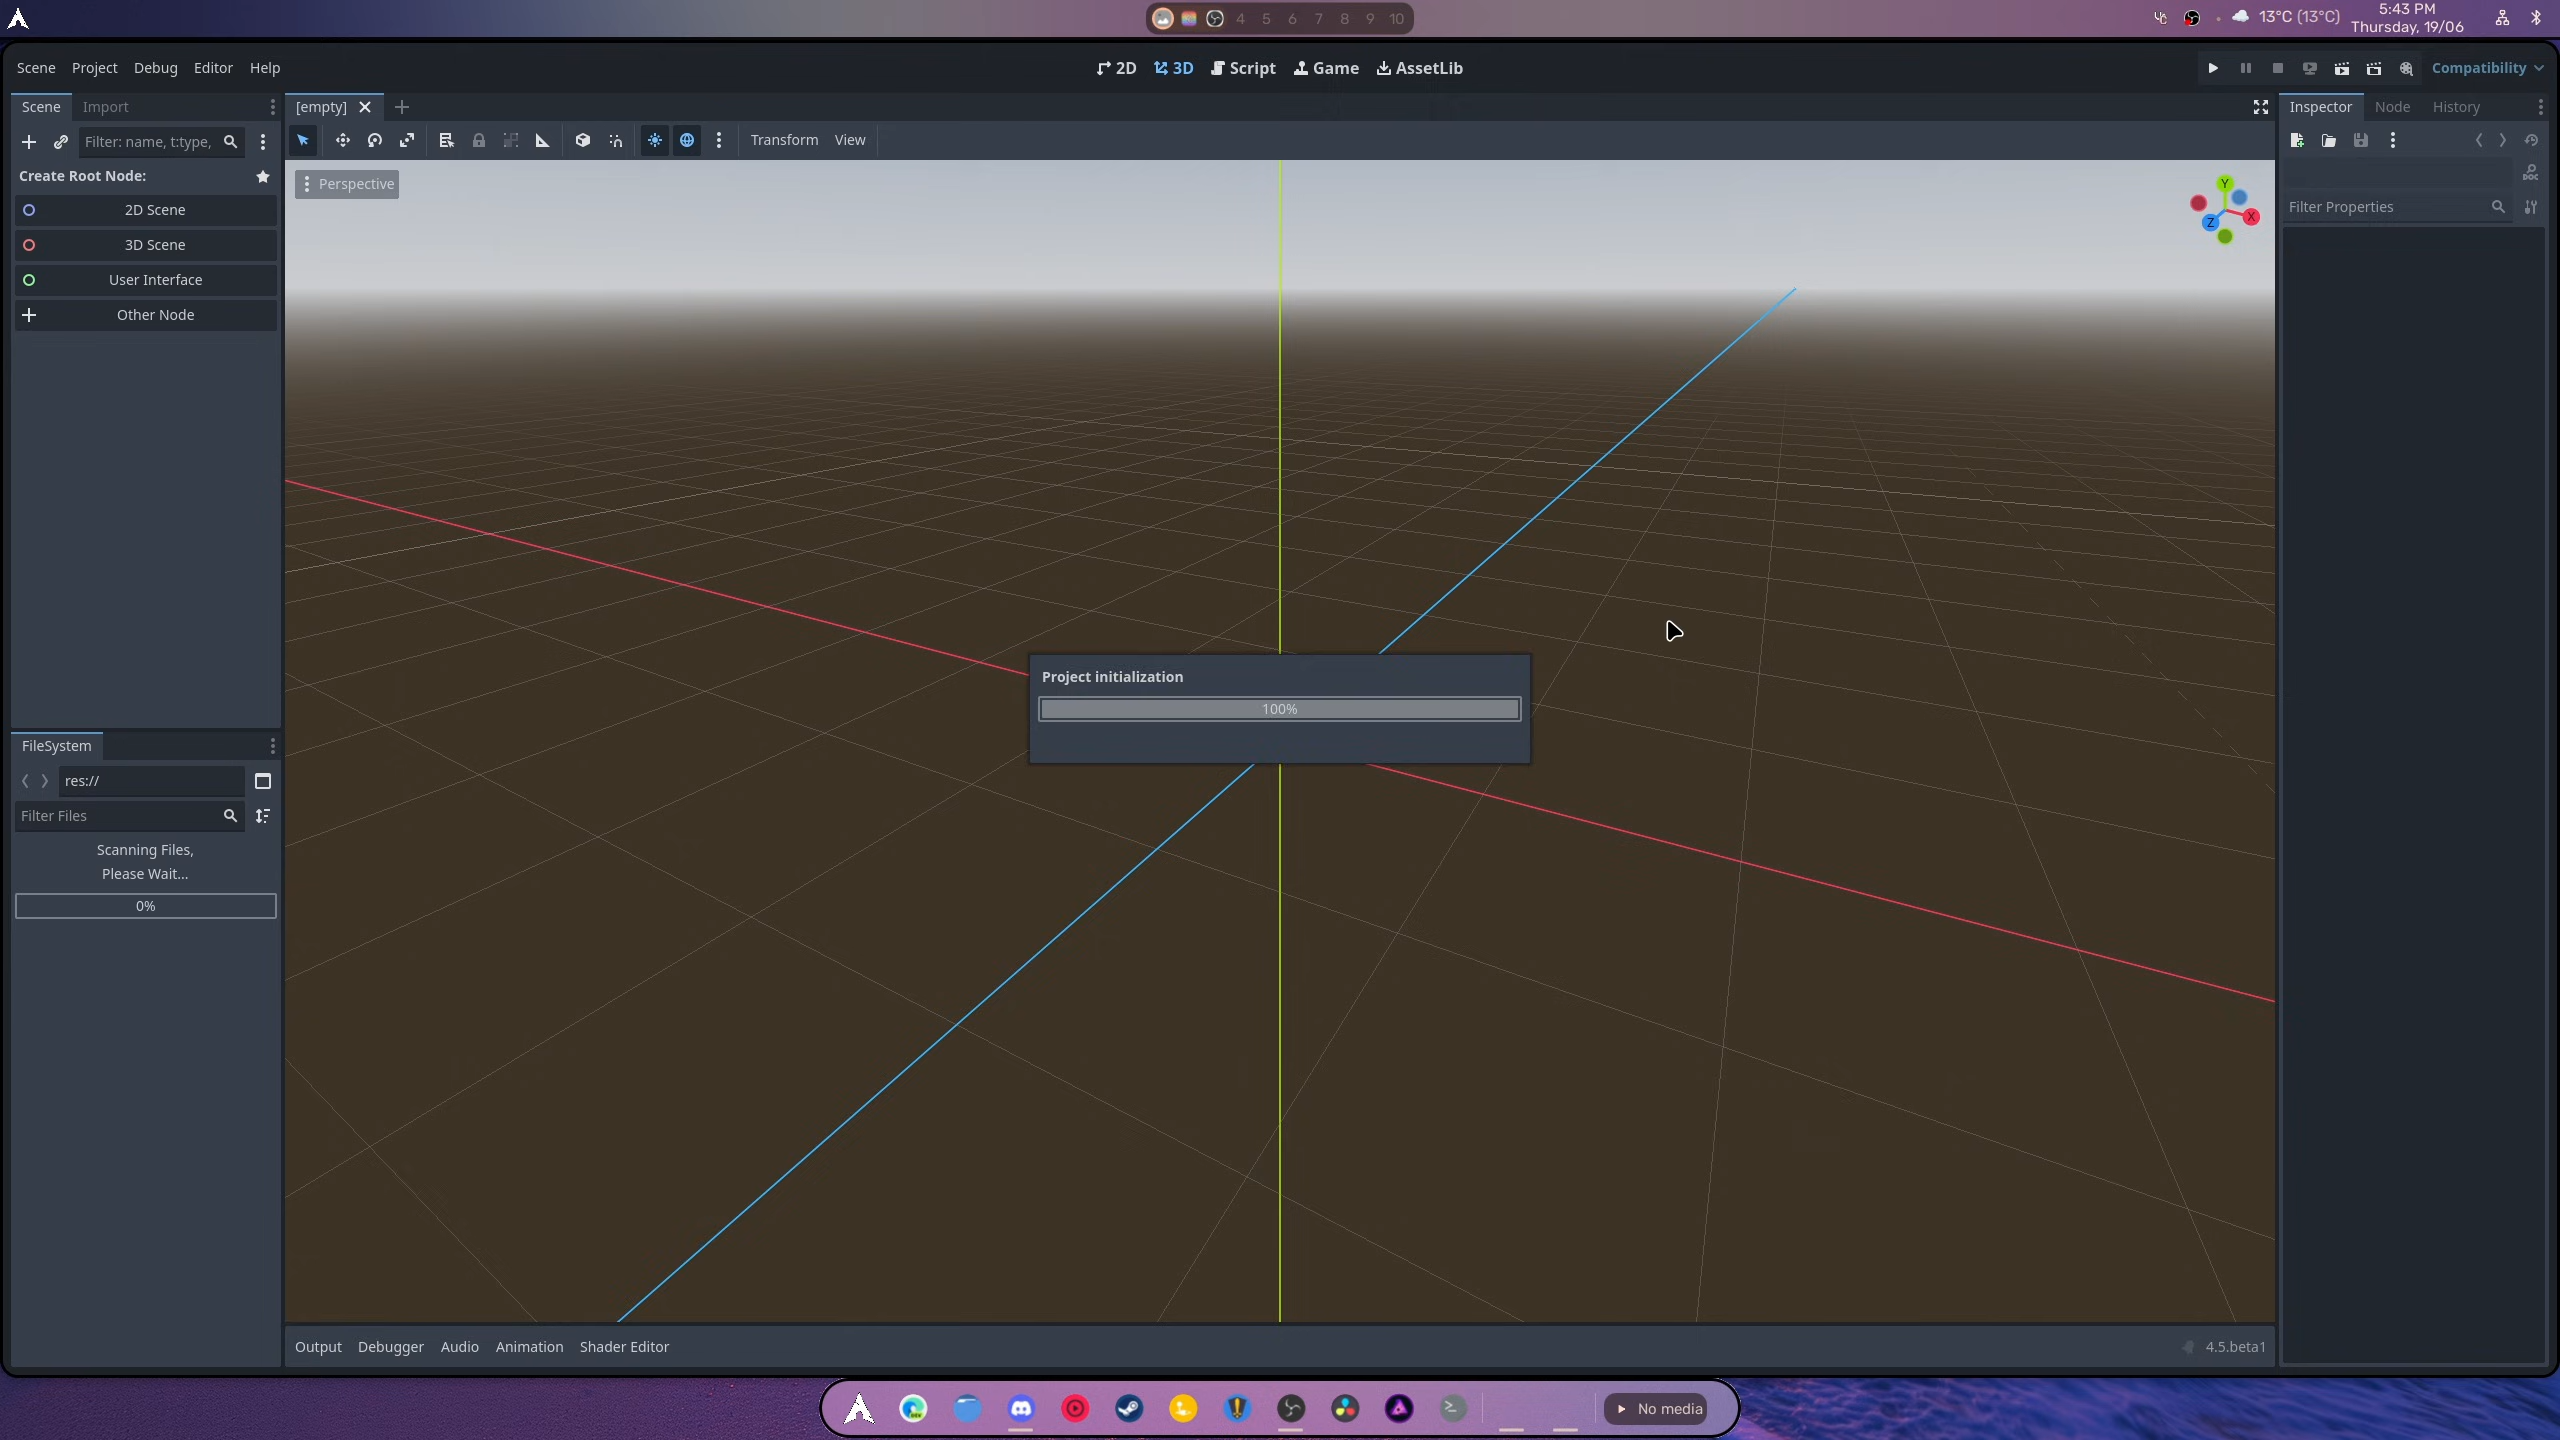 4 5 6 7 8 9 10
13°C (13°C)
5:43 PM
Thursday, 19/06
Scene Project Debug Editor Help
2D 3D Script Game AssetLib
Compatibility
Scene Import
[empty]
Inspector Node History
Filter: name, t:type,
Transform View
DOC
Create Root Node:
Perspective
Y
X
Z
Filter Properties
2D Scene
3D Scene
User Interface
Other Node
Project initialization
100%
FileSystem
res://
Filter Files
Scanning Files,
Please Wait...
0%
Output Debugger Audio Animation Shader Editor
4.5.beta1
No media